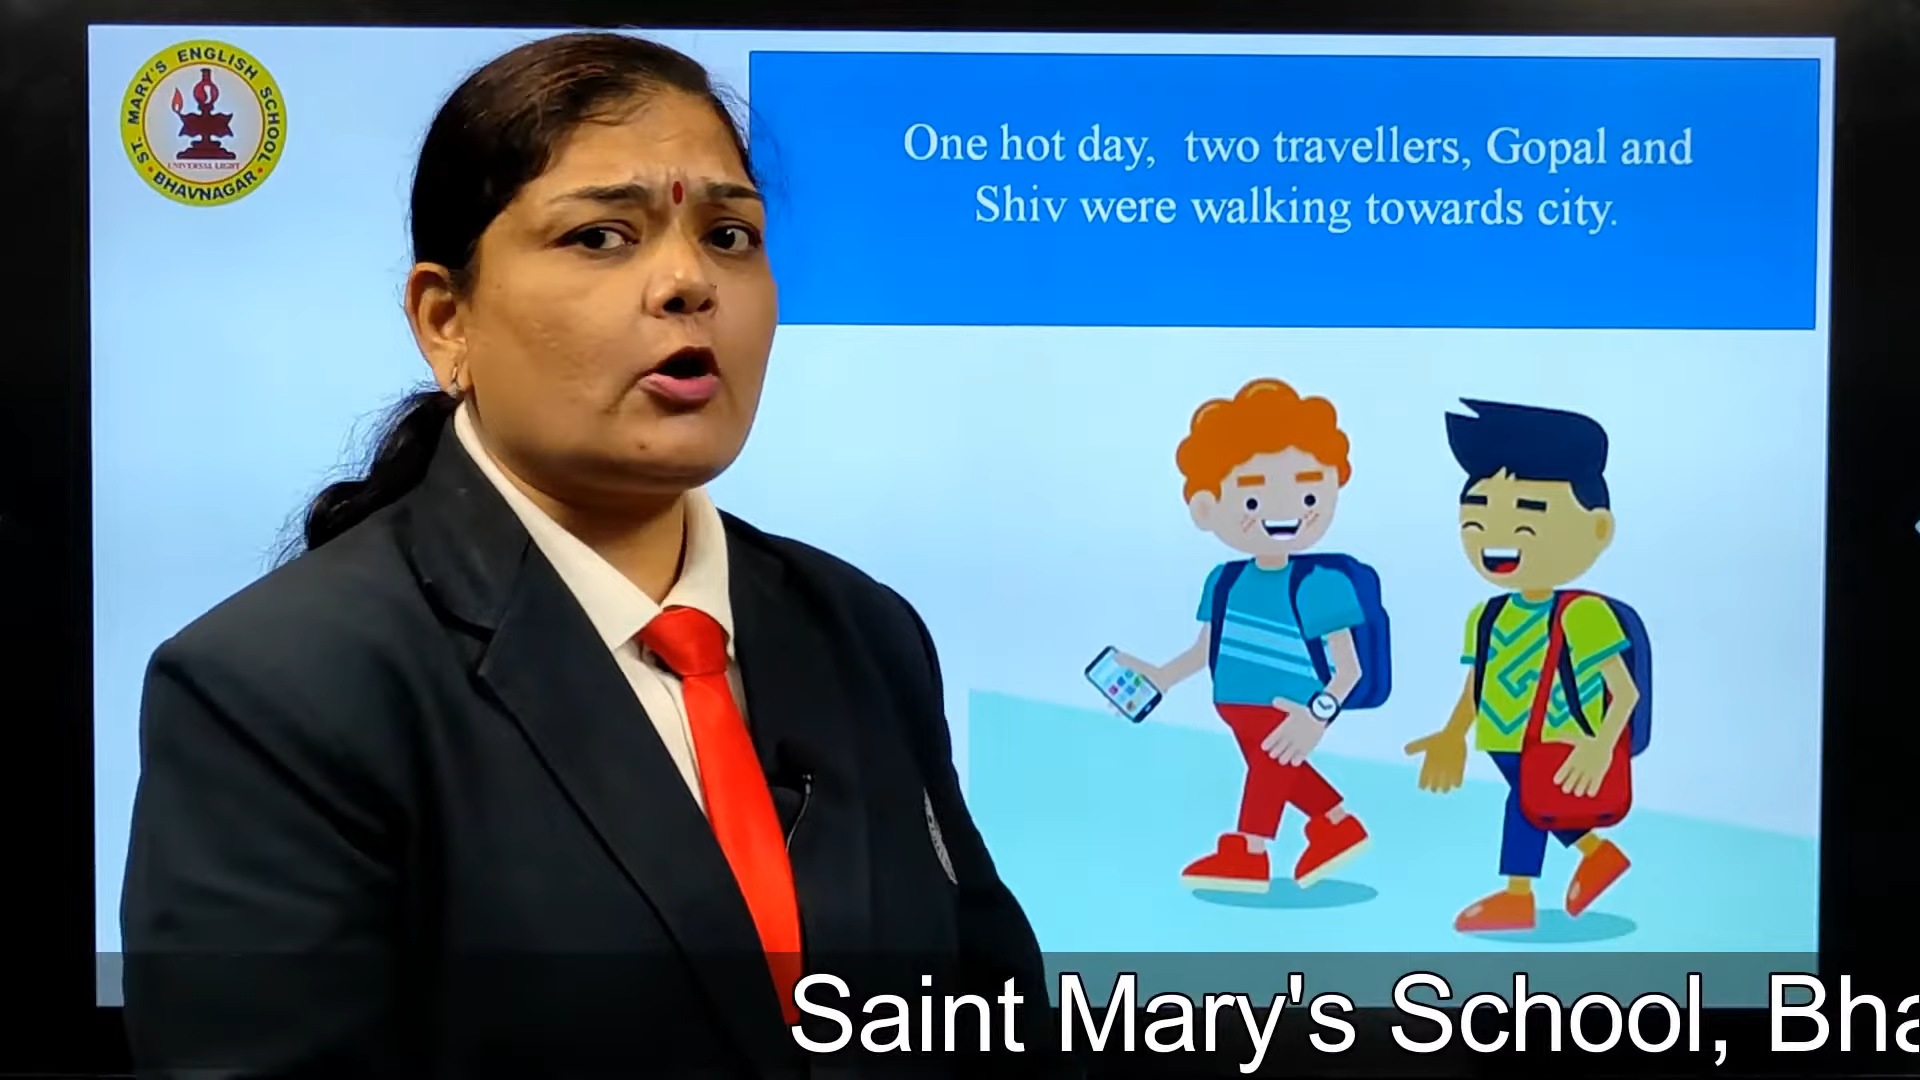 ST. MARY'S ENGLISH SCHOOL
UNIVERSAL LIGHT
BHAVNAGAR
One hot day, two travellers, Gopal and
Shiv were walking towards city.
Saint Mary's School, Bha